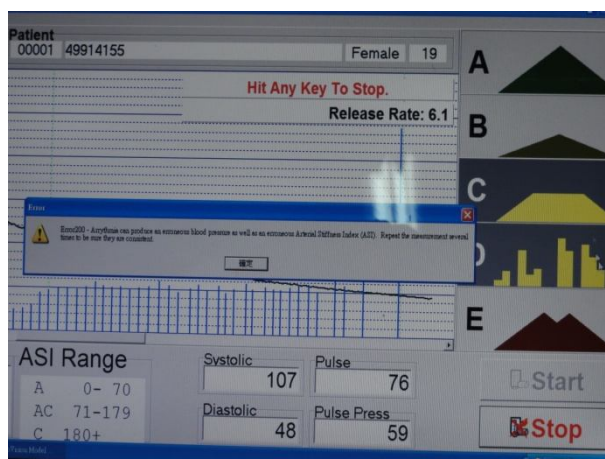 Patient
00001 49914155 Female 19
Hit Any Key To Stop.
Release Rate: 6.1
A
B
C
D
E
Error
Error200 - Arrythmia can produce an erroneous blood pressure as well as an erroneous Arterial Stiffness Index (ASI). Repeat the measurement several
times to be sure they are consistent.
確定
ASI Range
A 0- 70
AC 71-179
C 180+
Systolic
107
Pulse
76
Diastolic
48
Pulse Press
59
Start
Stop